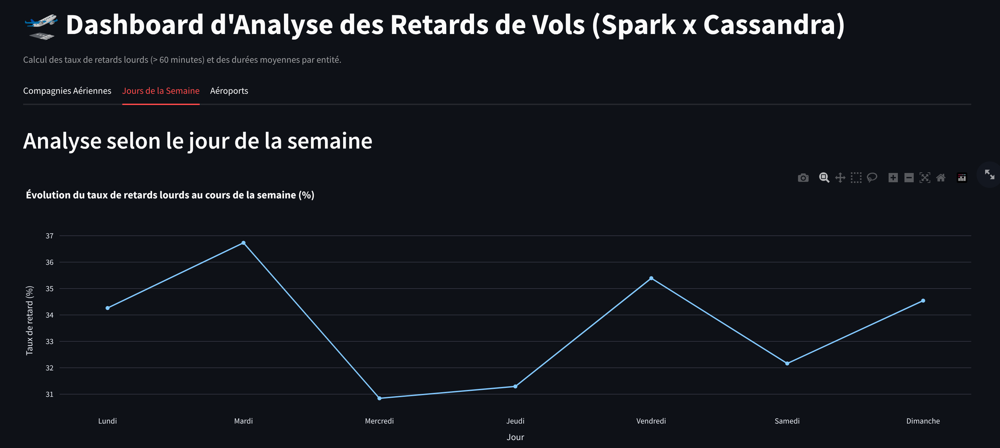 Dashboard d'Analyse des Retards de Vols (Spark x Cassandra)
Calcul des taux de retards lourds (> 60 minutes) et des durées moyennes par entité.
Compagnies Aériennes Jours de la Semaine Aéroports
Analyse selon le jour de la semaine
Évolution du taux de retards lourds au cours de la semaine (%)
Taux de retard (%)
37
36
35
34
33
32
31
Lundi Mardi Mercredi Jeudi Vendredi Samedi Dimanche
Jour